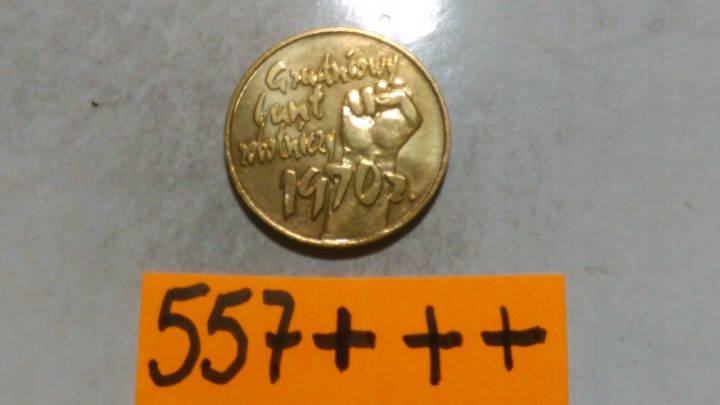 Grudniowy
bunt
robotniczy
1970 r.
557+ + +